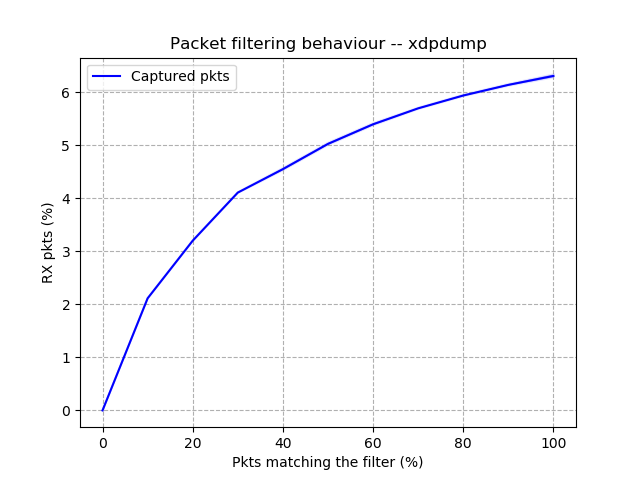 Packet filtering behaviour -- xdpdump
Captured pkts
RX pkts (%)
6
5
4
3
2
1
0
0 20 40 60 80 100
Pkts matching the filter (%)